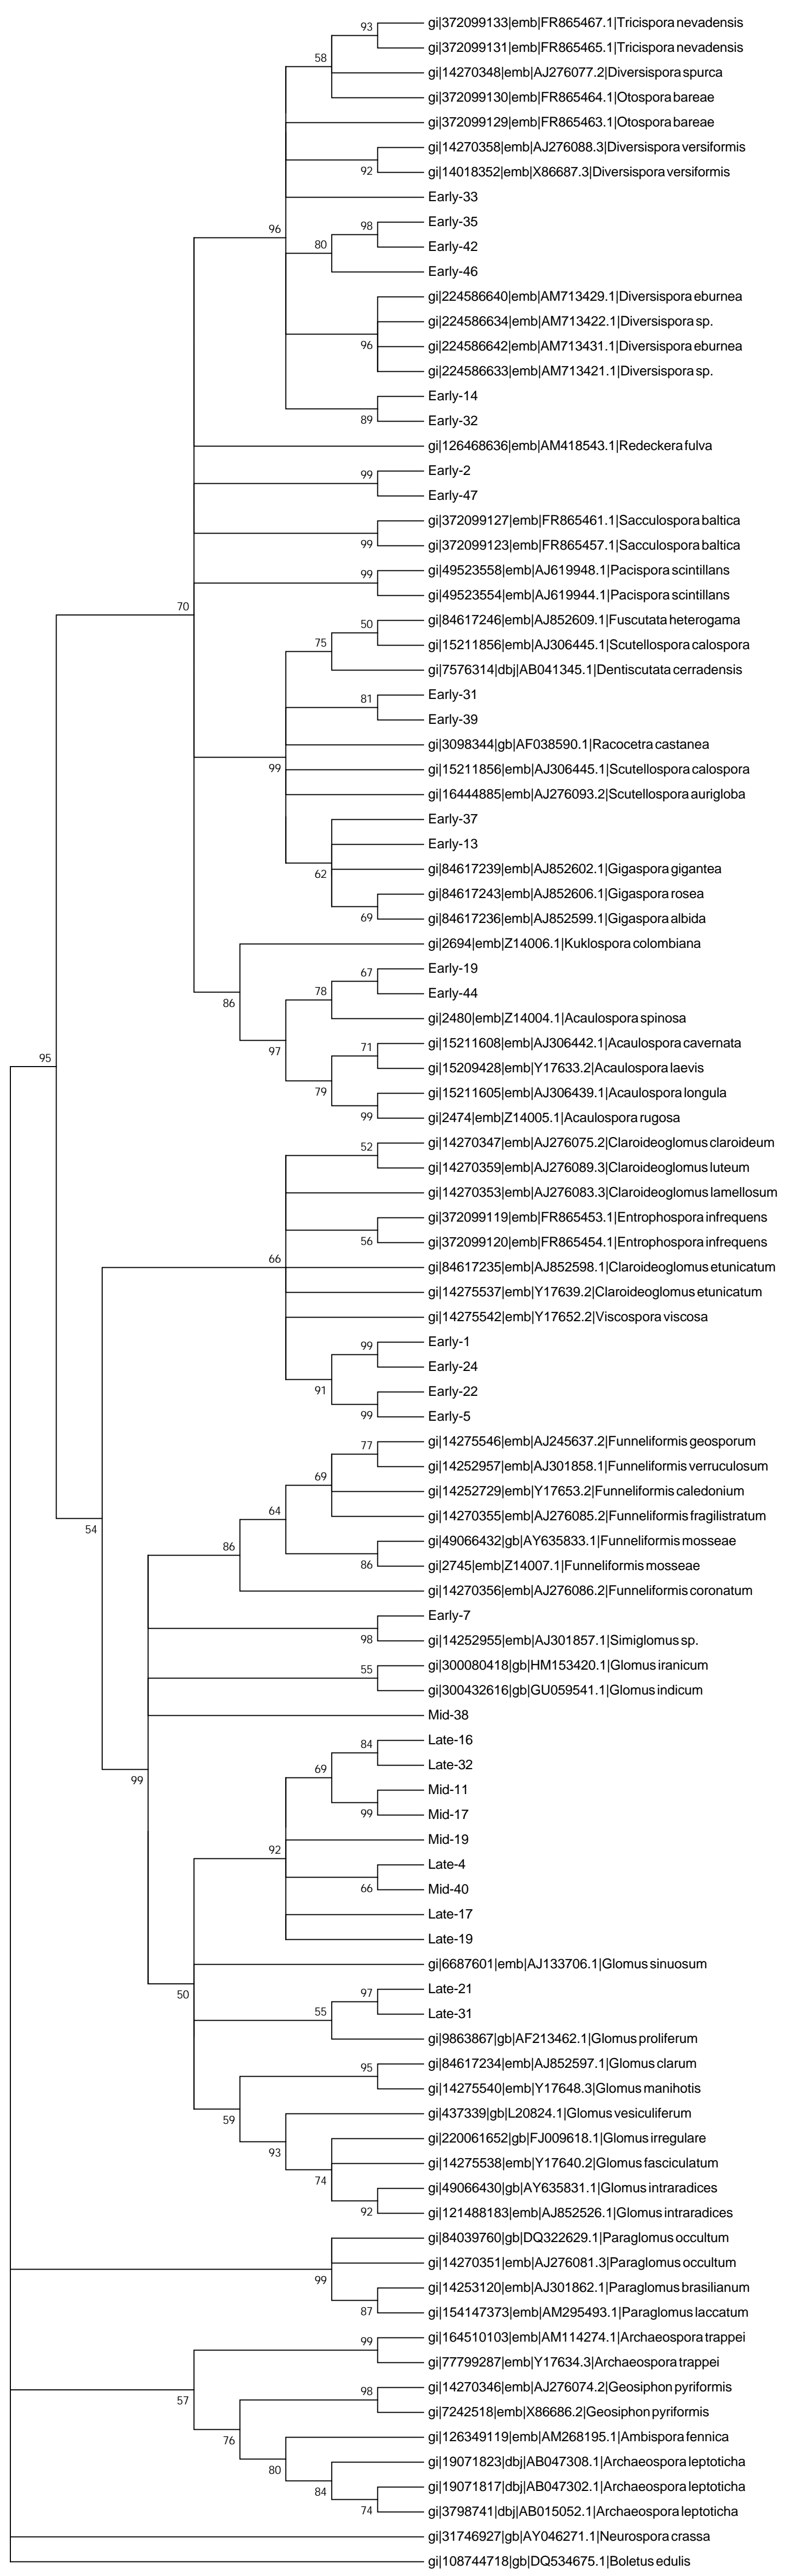 93
gi|372099133|emb|FR865467.1|Tricispora nevadensis
gi|372099131|emb|FR865465.1|Tricispora nevadensis
58
gi|14270348|emb|AJ276077.2|Diversispora spurca
gi|372099130|emb|FR865464.1|Otospora bareae
gi|372099129|emb|FR865463.1|Otospora bareae
gi|14270358|emb|AJ276088.3|Diversispora versiformis
92
gi|14018352|emb|X86687.3|Diversispora versiformis
Early-33
96
98
Early-35
80
Early-42
Early-46
gi|224586640|emb|AM713429.1|Diversispora eburnea
gi|224586634|emb|AM713422.1|Diversispora sp.
96
gi|224586642|emb|AM713431.1|Diversispora eburnea
gi|224586633|emb|AM713421.1|Diversispora sp.
Early-14
89
Early-32
gi|126468636|emb|AM418543.1|Redeckera fulva
99
Early-2
Early-47
gi|372099127|emb|FR865461.1|Sacculospora baltica
99
gi|372099123|emb|FR865457.1|Sacculospora baltica
99
gi|49523558|emb|AJ619948.1|Pacispora scintillans
gi|49523554|emb|AJ619944.1|Pacispora scintillans
70
50
gi|84617246|emb|AJ852609.1|Fuscutata heterogama
75
gi|15211856|emb|AJ306445.1|Scutellospora calospora
gi|7576314|dbj|AB041345.1|Dentiscutata cerradensis
81
Early-31
Early-39
gi|3098344|gb|AF038590.1|Racocetra castanea
99
gi|15211856|emb|AJ306445.1|Scutellospora calospora
gi|16444885|emb|AJ276093.2|Scutellospora aurigloba
Early-37
Early-13
62
gi|84617239|emb|AJ852602.1|Gigaspora gigantea
gi|84617243|emb|AJ852606.1|Gigaspora rosea
69
gi|84617236|emb|AJ852599.1|Gigaspora albida
gi|2694|emb|Z14006.1|Kuklospora colombiana
86
67
Early-19
78
Early-44
gi|2480|emb|Z14004.1|Acaulospora spinosa
97
71
gi|15211608|emb|AJ306442.1|Acaulospora cavernata
gi|15209428|emb|Y17633.2|Acaulospora laevis
79
gi|15211605|emb|AJ306439.1|Acaulospora longula
99
gi|2474|emb|Z14005.1|Acaulospora rugosa
95
52
gi|14270347|emb|AJ276075.2|Claroideoglomus claroideum
gi|14270359|emb|AJ276089.3|Claroideoglomus luteum
gi|14270353|emb|AJ276083.3|Claroideoglomus lamellosum
gi|372099119|emb|FR865453.1|Entrophospora infrequens
56
gi|372099120|emb|FR865454.1|Entrophospora infrequens
66
gi|84617235|emb|AJ852598.1|Claroideoglomus etunicatum
gi|14275537|emb|Y17639.2|Claroideoglomus etunicatum
gi|14275542|emb|Y17652.2|Viscospora viscosa
99
Early-1
Early-24
91
Early-22
99
Early-5
77
gi|14275546|emb|AJ245637.2|Funneliformis geosporum
gi|14252957|emb|AJ301858.1|Funneliformis verruculosum
69
gi|14252729|emb|Y17653.2|Funneliformis caledonium
64
gi|14270355|emb|AJ276085.2|Funneliformis fragilistratum
54
86
gi|49066432|gb|AY635833.1|Funneliformis mosseae
86
gi|2745|emb|Z14007.1|Funneliformis mosseae
gi|14270356|emb|AJ276086.2|Funneliformis coronatum
Early-7
98
gi|14252955|emb|AJ301857.1|Simiglomus sp.
55
gi|300080418|gb|HM153420.1|Glomus iranicum
gi|300432616|gb|GU059541.1|Glomus indicum
Mid-38
99
84
Late-16
69
Late-32
Mid-11
99
Mid-17
92
Mid-19
Late-4
66
Mid-40
Late-17
Late-19
50
gi|6687601|emb|AJ133706.1|Glomus sinuosum
97
Late-21
55
Late-31
gi|9863867|gb|AF213462.1|Glomus proliferum
95
gi|84617234|emb|AJ852597.1|Glomus clarum
gi|14275540|emb|Y17648.3|Glomus manihotis
59
gi|437339|gb|L20824.1|Glomus vesiculiferum
93
gi|220061652|gb|FJ009618.1|Glomus irregulare
gi|14275538|emb|Y17640.2|Glomus fasciculatum
74
gi|49066430|gb|AY635831.1|Glomus intraradices
92
gi|121488183|emb|AJ852526.1|Glomus intraradices
gi|84039760|gb|DQ322629.1|Paraglomus occultum
gi|14270351|emb|AJ276081.3|Paraglomus occultum
99
gi|14253120|emb|AJ301862.1|Paraglomus brasilianum
87
gi|154147373|emb|AM295493.1|Paraglomus laccatum
99
gi|164510103|emb|AM114274.1|Archaeospora trappei
gi|77799287|emb|Y17634.3|Archaeospora trappei
57
98
gi|14270346|emb|AJ276074.2|Geosiphon pyriformis
gi|7242518|emb|X86686.2|Geosiphon pyriformis
76
gi|126349119|emb|AM268195.1|Ambispora fennica
80
gi|19071823|dbj|AB047308.1|Archaeospora leptoticha
84
gi|19071817|dbj|AB047302.1|Archaeospora leptoticha
74
gi|3798741|dbj|AB015052.1|Archaeospora leptoticha
gi|31746927|gb|AY046271.1|Neurospora crassa
gi|108744718|gb|DQ534675.1|Boletus edulis